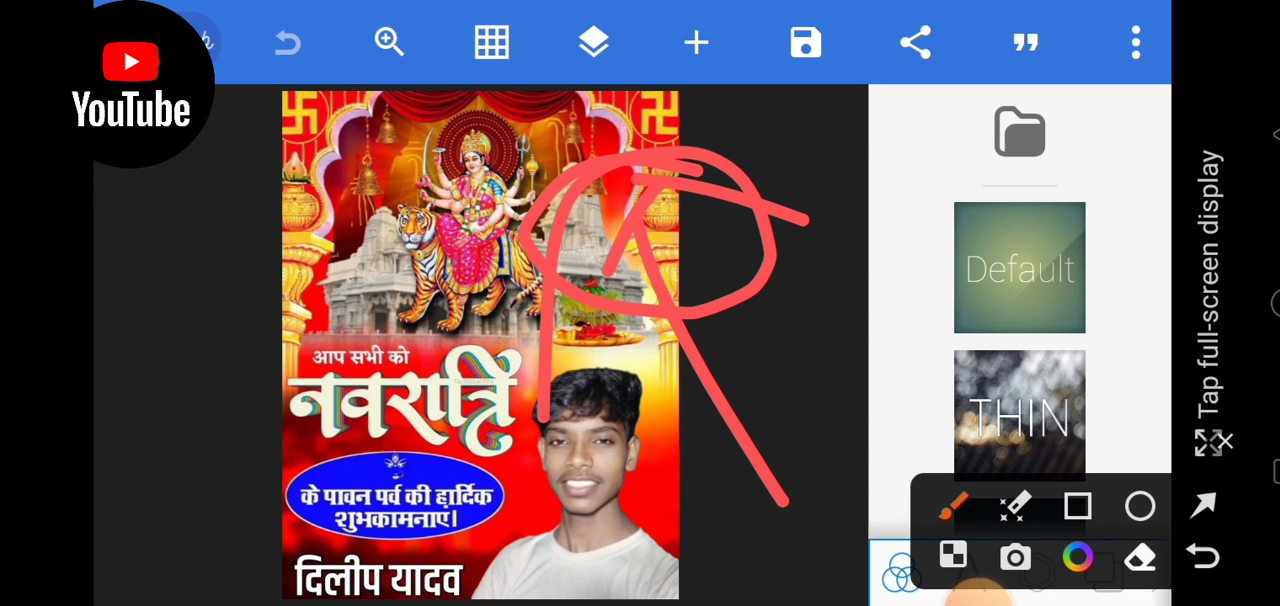 YouTube
आप सभी को
नवरात्रि
के पावन पर्व की हार्दिक
शुभकामनाएं।
दिलीप यादव
Default
THIN
Tap full-screen display
R